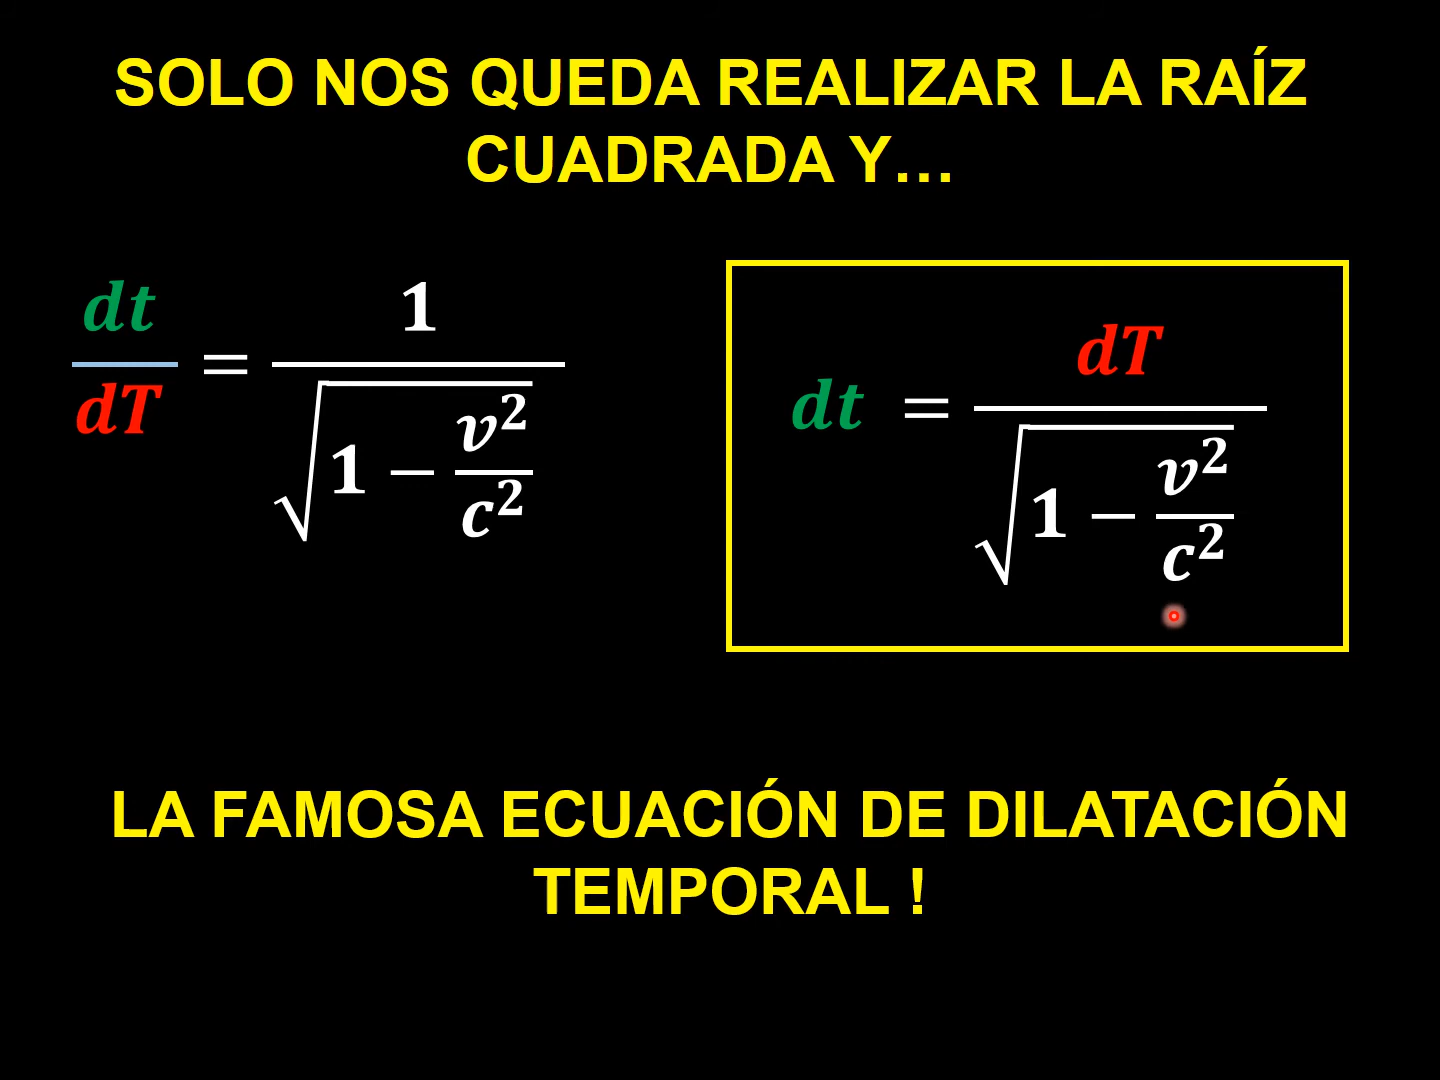 SOLO NOS QUEDA REALIZAR LA RAÍZ
CUADRADA Y…
dt/dT = 1/√(1 − v²/c²)
dt = dT/√(1 − v²/c²)
LA FAMOSA ECUACIÓN DE DILATACIÓN
TEMPORAL !